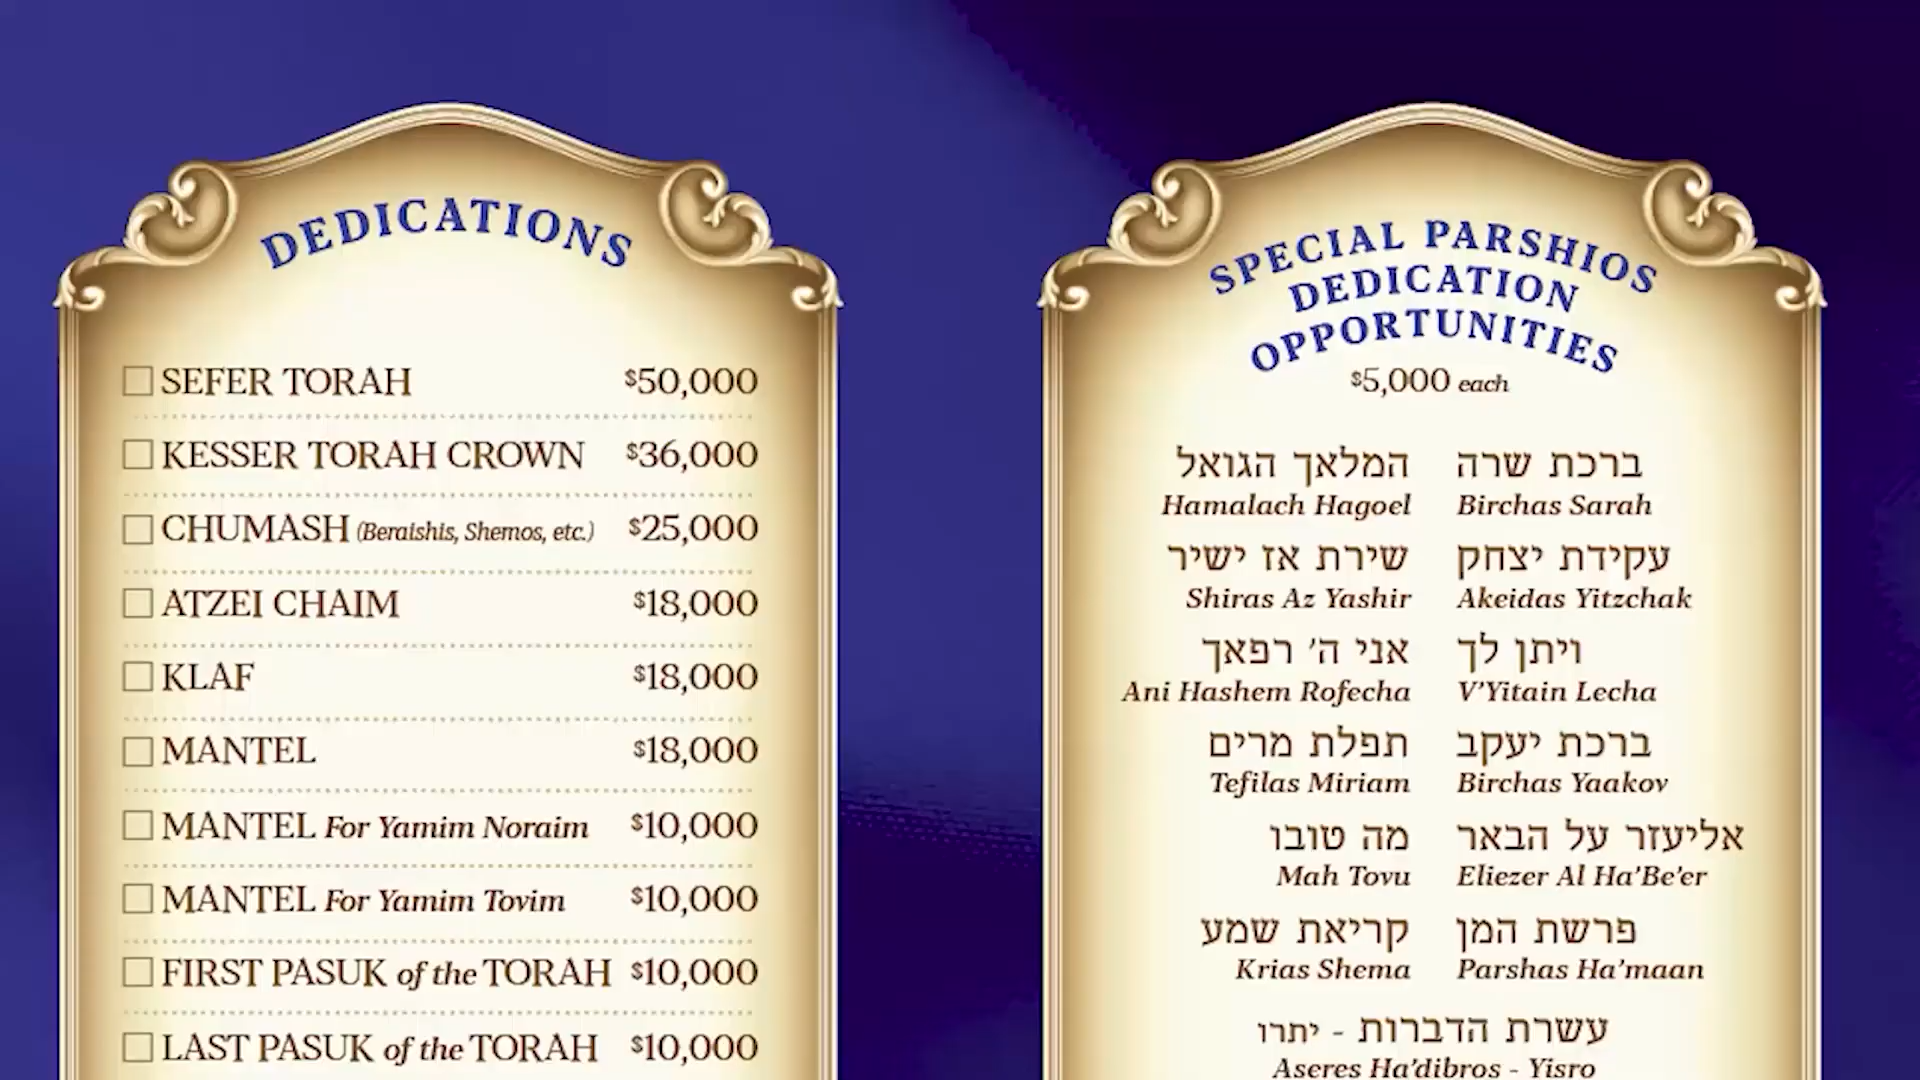 DEDICATIONS
☐ SEFER TORAH $50,000
☐ KESSER TORAH CROWN $36,000
☐ CHUMASH (Beraishis, Shemos, etc.) $25,000
☐ ATZEI CHAIM $18,000
☐ KLAF $18,000
☐ MANTEL $18,000
☐ MANTEL For Yamim Noraim $10,000
☐ MANTEL For Yamim Tovim $10,000
☐ FIRST PASUK of the TORAH $10,000
☐ LAST PASUK of the TORAH $10,000
SPECIAL PARSHIOS
DEDICATION
OPPORTUNITIES
$5,000 each
ברכת שרה
Birchas Sarah
עקידת יצחק
Akeidas Yitzchak
ויתן לך
V'Yitain Lecha
ברכת יעקב
Birchas Yaakov
אליעזר על הבאר
Eliezer Al Ha'Be'er
פרשת המן
Parshas Ha'maan
המלאך הגואל
Hamalach Hagoel
שירת אז ישיר
Shiras Az Yashir
אני ה' רפאך
Ani Hashem Rofecha
תפלת מרים
Tefilas Miriam
מה טובו
Mah Tovu
קריאת שמע
Krias Shema
עשרת הדברות - יתרו
Aseres Ha'dibros - Yisro